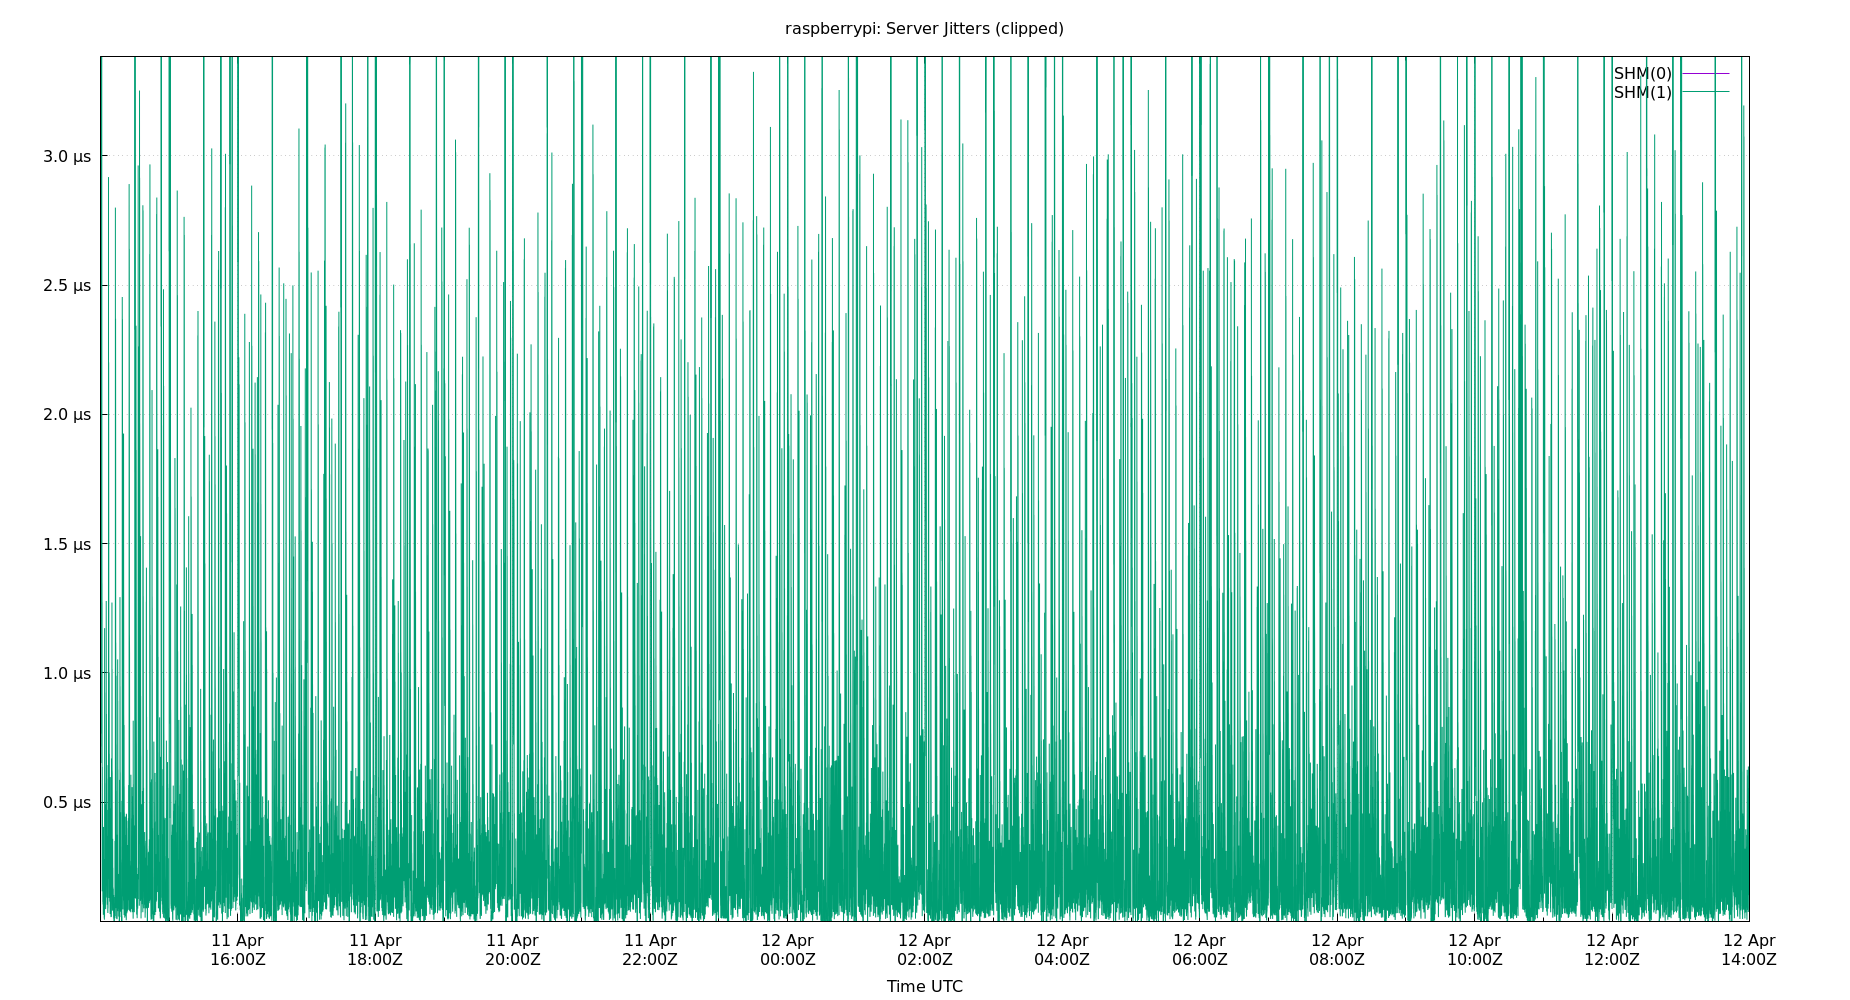 raspberrypi: Server Jitters (clipped)
SHM(0)
SHM(1)
3.0 μs
2.5 μs
2.0 μs
1.5 μs
1.0 μs
0.5 μs
11 Apr 11 Apr 11 Apr 11 Apr 12 Apr 12 Apr 12 Apr 12 Apr 12 Apr 12 Apr 12 Apr 12 Apr
16:00Z 18:00Z 20:00Z 22:00Z 00:00Z 02:00Z 04:00Z 06:00Z 08:00Z 10:00Z 12:00Z 14:00Z
Time UTC